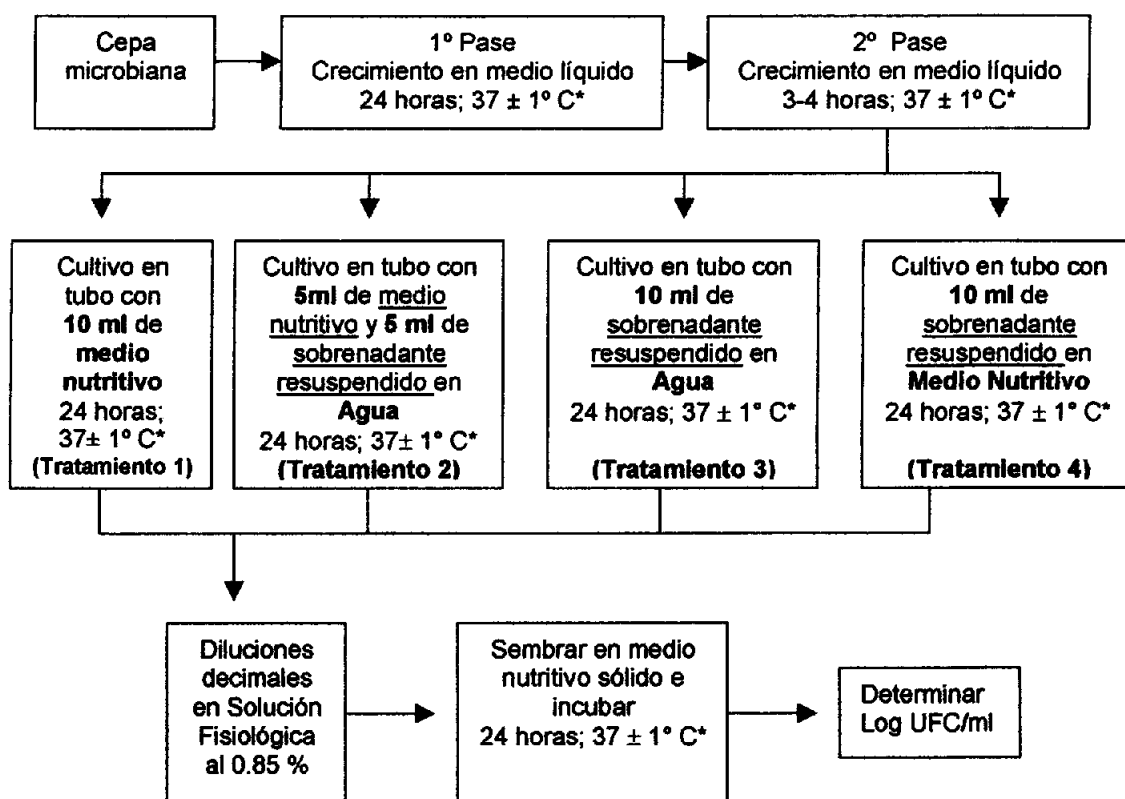 Cepa
microbiana
1º Pase
Crecimiento en medio líquido
24 horas; 37 ± 1º C*
2º Pase
Crecimiento en medio líquido
3-4 horas; 37 ± 1º C*
Cultivo en
tubo con
10 ml de
medio
nutritivo
24 horas;
37± 1º C*
(Tratamiento 1)
Cultivo en tubo con
5ml de medio
nutritivo y 5 ml de
sobrenadante
resuspendido en
Agua
24 horas; 37± 1º C*
(Tratamiento 2)
Cultivo en tubo con
10 ml de
sobrenadante
resuspendido en
Agua
24 horas; 37 ± 1º C*
(Tratamiento 3)
Cultivo en tubo con
10 ml de
sobrenadante
resuspendido en
Medio Nutritivo
24 horas; 37 ± 1º C*
(Tratamiento 4)
Diluciones
decimales
en Solución
Fisiológica
al 0.85 %
Sembrar en medio
nutritivo sólido e
incubar
24 horas; 37 ± 1º C*
Determinar
Log UFC/ml